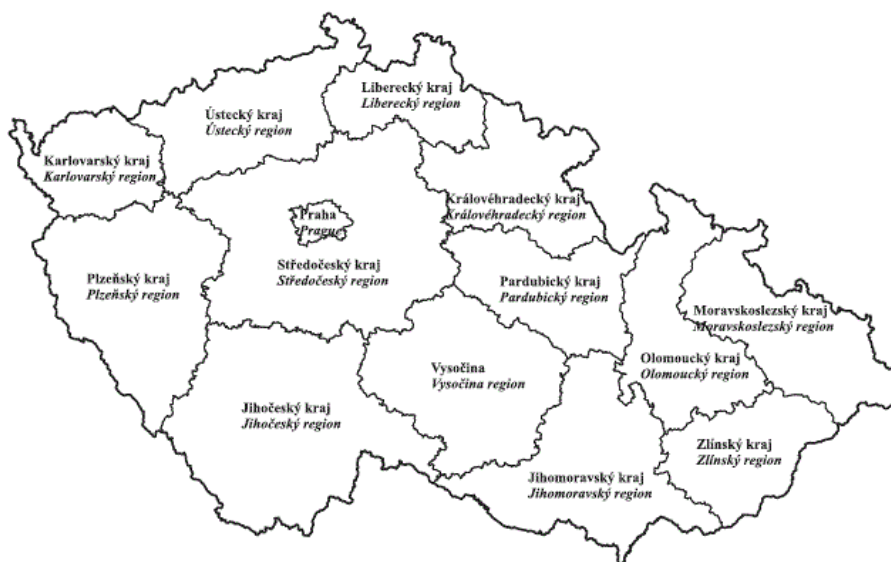 Liberecký kraj
Liberecký region
Ústecký kraj
Ústecký region
Karlovarský kraj
Karlovarský region
Královéhradecký kraj
Královéhradecký region
Praha
Prague
Středočeský kraj
Středočeský region
Plzeňský kraj
Plzeňský region
Pardubický kraj
Pardubický region
Moravskoslezský kraj
Moravskoslezský region
Olomoucký kraj
Olomoucký region
Vysočina
Vysočina region
Jihočeský kraj
Jihočeský region
Zlínský kraj
Zlínský region
Jihomoravský kraj
Jihomoravský region